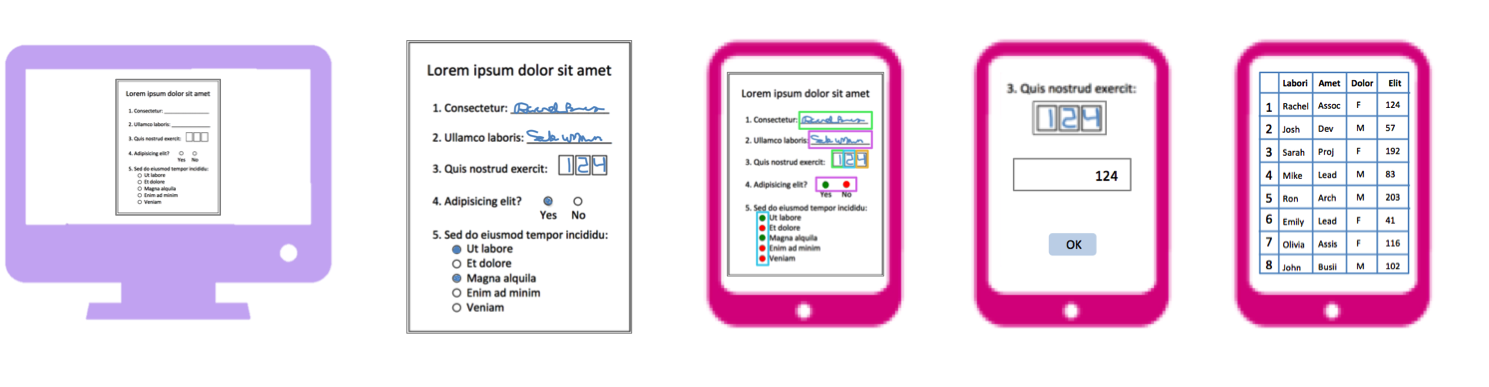 Lorem ipsum dolor sit amet
1. Consectetur:
2. Ullamco laboris:
3. Quis nostrud exercit:
4. Adipisicing elit?
Yes No
5. Sed do eiusmod tempor incididu:
Ut labore
Et dolore
Magna alquila
Enim ad minim
Veniam
Lorem ipsum dolor sit amet
1. Consectetur:
2. Ullamco laboris:
3. Quis nostrud exercit: 124
4. Adipisicing elit?
Yes No
5. Sed do eiusmod tempor incididu:
Ut labore
Et dolore
Magna alquila
Enim ad minim
Veniam
Lorem ipsum dolor sit amet
1. Consectetur:
2. Ullamco laboris:
3. Quis nostrud exercit: 124
4. Adipisicing elit?
Yes No
5. Sed do eiusmod tempor incididu:
Ut labore
Et dolore
Magna alquila
Enim ad minim
Veniam
3. Quis nostrud exercit:
124
124
OK
Labori Amet Dolor Elit
1 Rachel Assoc F 124
2 Josh Dev M 57
3 Sarah Proj F 192
4 Mike Lead M 83
5 Ron Arch M 203
6 Emily Lead F 41
7 Olivia Assis F 116
8 John Busii M 102